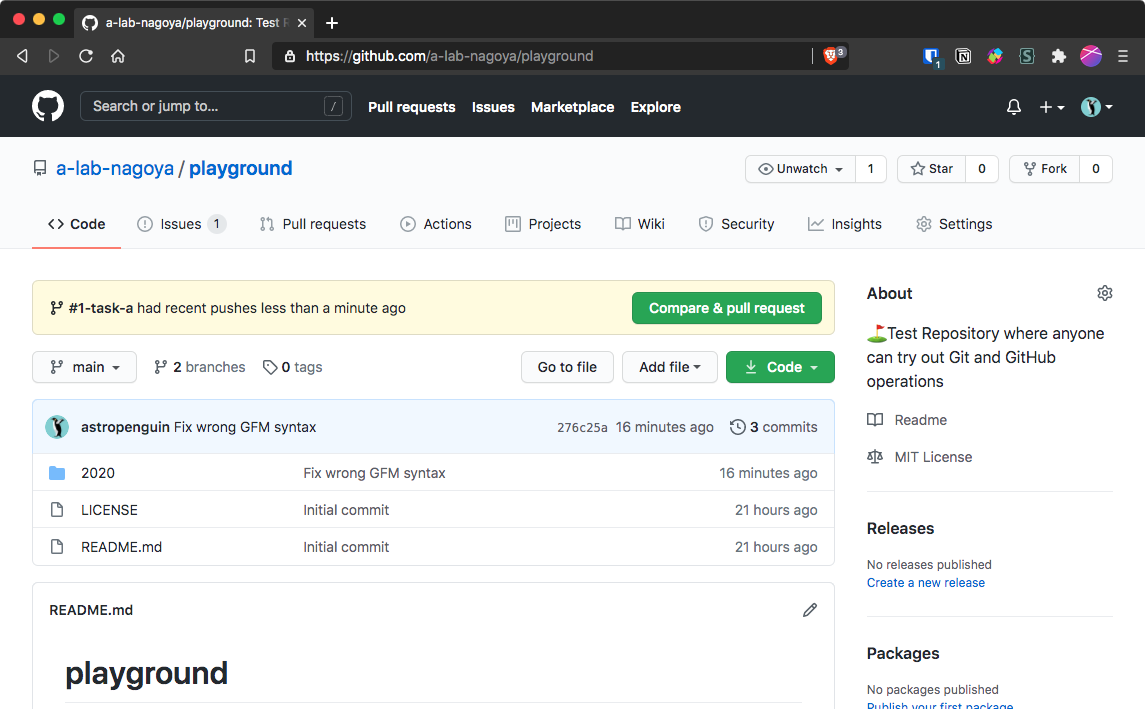 a-lab-nagoya/playground: Test R
https://github.com/a-lab-nagoya/playground
3
1
Search or jump to...
/
Pull requests
Issues
Marketplace
Explore
a-lab-nagoya / playground
Unwatch
1
Star
0
Fork
0
Code
Issues 1
Pull requests
Actions
Projects
Wiki
Security
Insights
Settings
#1-task-a had recent pushes less than a minute ago
Compare & pull request
main
2 branches
0 tags
Go to file
Add file
Code
astropenguin Fix wrong GFM syntax
276c25a 16 minutes ago
3 commits
2020
Fix wrong GFM syntax
16 minutes ago
LICENSE
Initial commit
21 hours ago
README.md
Initial commit
21 hours ago
README.md
playground
About
Test Repository where anyone
can try out Git and GitHub
operations
Readme
MIT License
Releases
No releases published
Create a new release
Packages
No packages published
Publish your first package